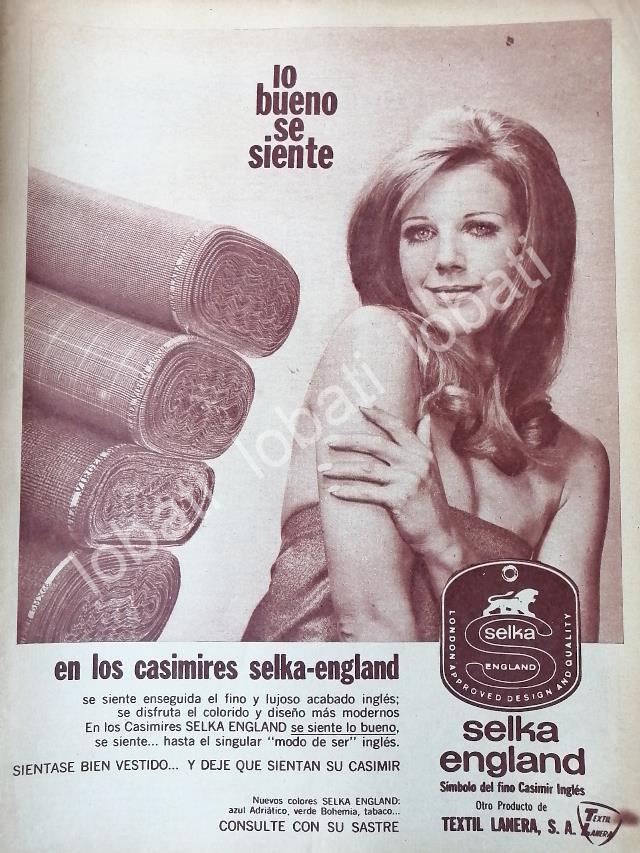 lo
bueno
se
siente
lobati lobati lobati lobati
en los casimires selka-england
se siente enseguida el fino y lujoso acabado inglés;
se disfruta el colorido y diseño más modernos
En los Casimires SELKA ENGLAND se siente lo bueno,
se siente... hasta el singular "modo de ser" inglés.
SIENTASE BIEN VESTIDO... Y DEJE QUE SIENTAN SU CASIMIR
Nuevos colores SELKA ENGLAND:
azul Adriático, verde Bohemia, tabaco...
CONSULTE CON SU SASTRE
selka
ENGLAND
LONDON APPROVED DESIGN AND QUALITY
selka
england
Símbolo del fino Casimir Inglés
Otro Producto de
TEXTIL LANERA, S. A.
TEXTIL
LANERA